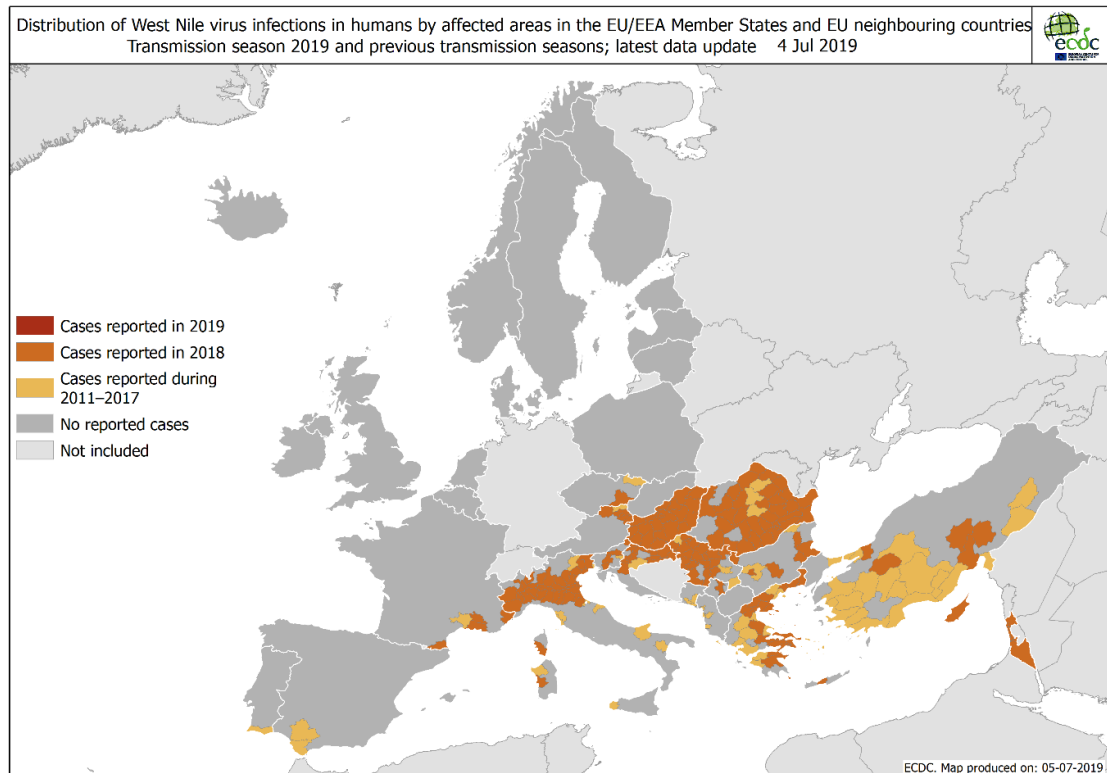 Distribution of West Nile virus infections in humans by affected areas in the EU/EEA Member States and EU neighbouring countries
Transmission season 2019 and previous transmission seasons; latest data update 4 Jul 2019
ecdc
Cases reported in 2019
Cases reported in 2018
Cases reported during
2011–2017
No reported cases
Not included
ECDC. Map produced on: 05-07-2019